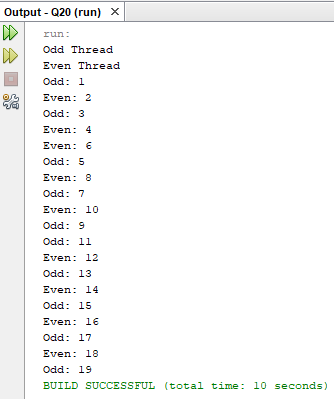 Output - Q20 (run)
run:
Odd Thread
Even Thread
Odd: 1
Even: 2
Odd: 3
Even: 4
Even: 6
Odd: 5
Even: 8
Odd: 7
Even: 10
Odd: 9
Odd: 11
Even: 12
Odd: 13
Even: 14
Odd: 15
Even: 16
Odd: 17
Even: 18
Odd: 19
BUILD SUCCESSFUL (total time: 10 seconds)